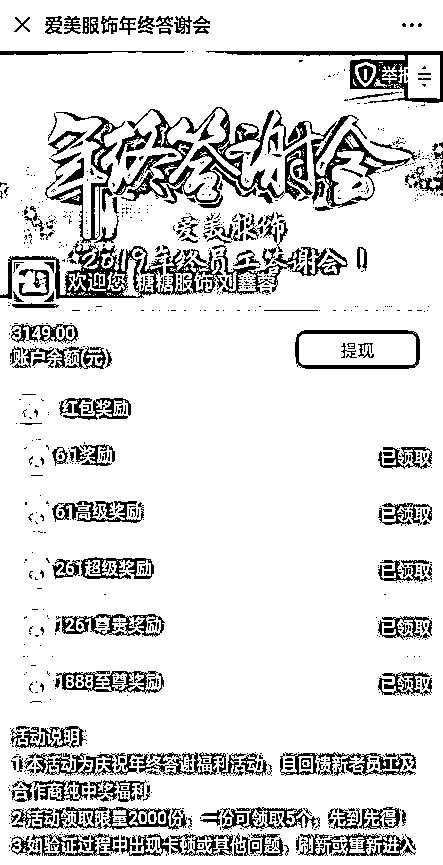 爱美服饰年终答谢会
举报
年终答谢会
爱美服饰
2019年终员工答谢会!
欢迎您 糖糖服饰刘鑫蓉
3149.00
账户余额(元)
提现
红包奖励
6.1奖励
已领取
61高级奖励
已领取
261超级奖励
已领取
1261尊贵奖励
已领取
1888至尊奖励
已领取
活动说明
1.本活动为庆祝年终答谢福利活动，且回馈新老员工及
合作商纯中奖福利!
2.活动领取限量2000份，一份可领取5个，先到先得!
3.如验证过程中出现卡顿或其他问题，刷新或重新进入